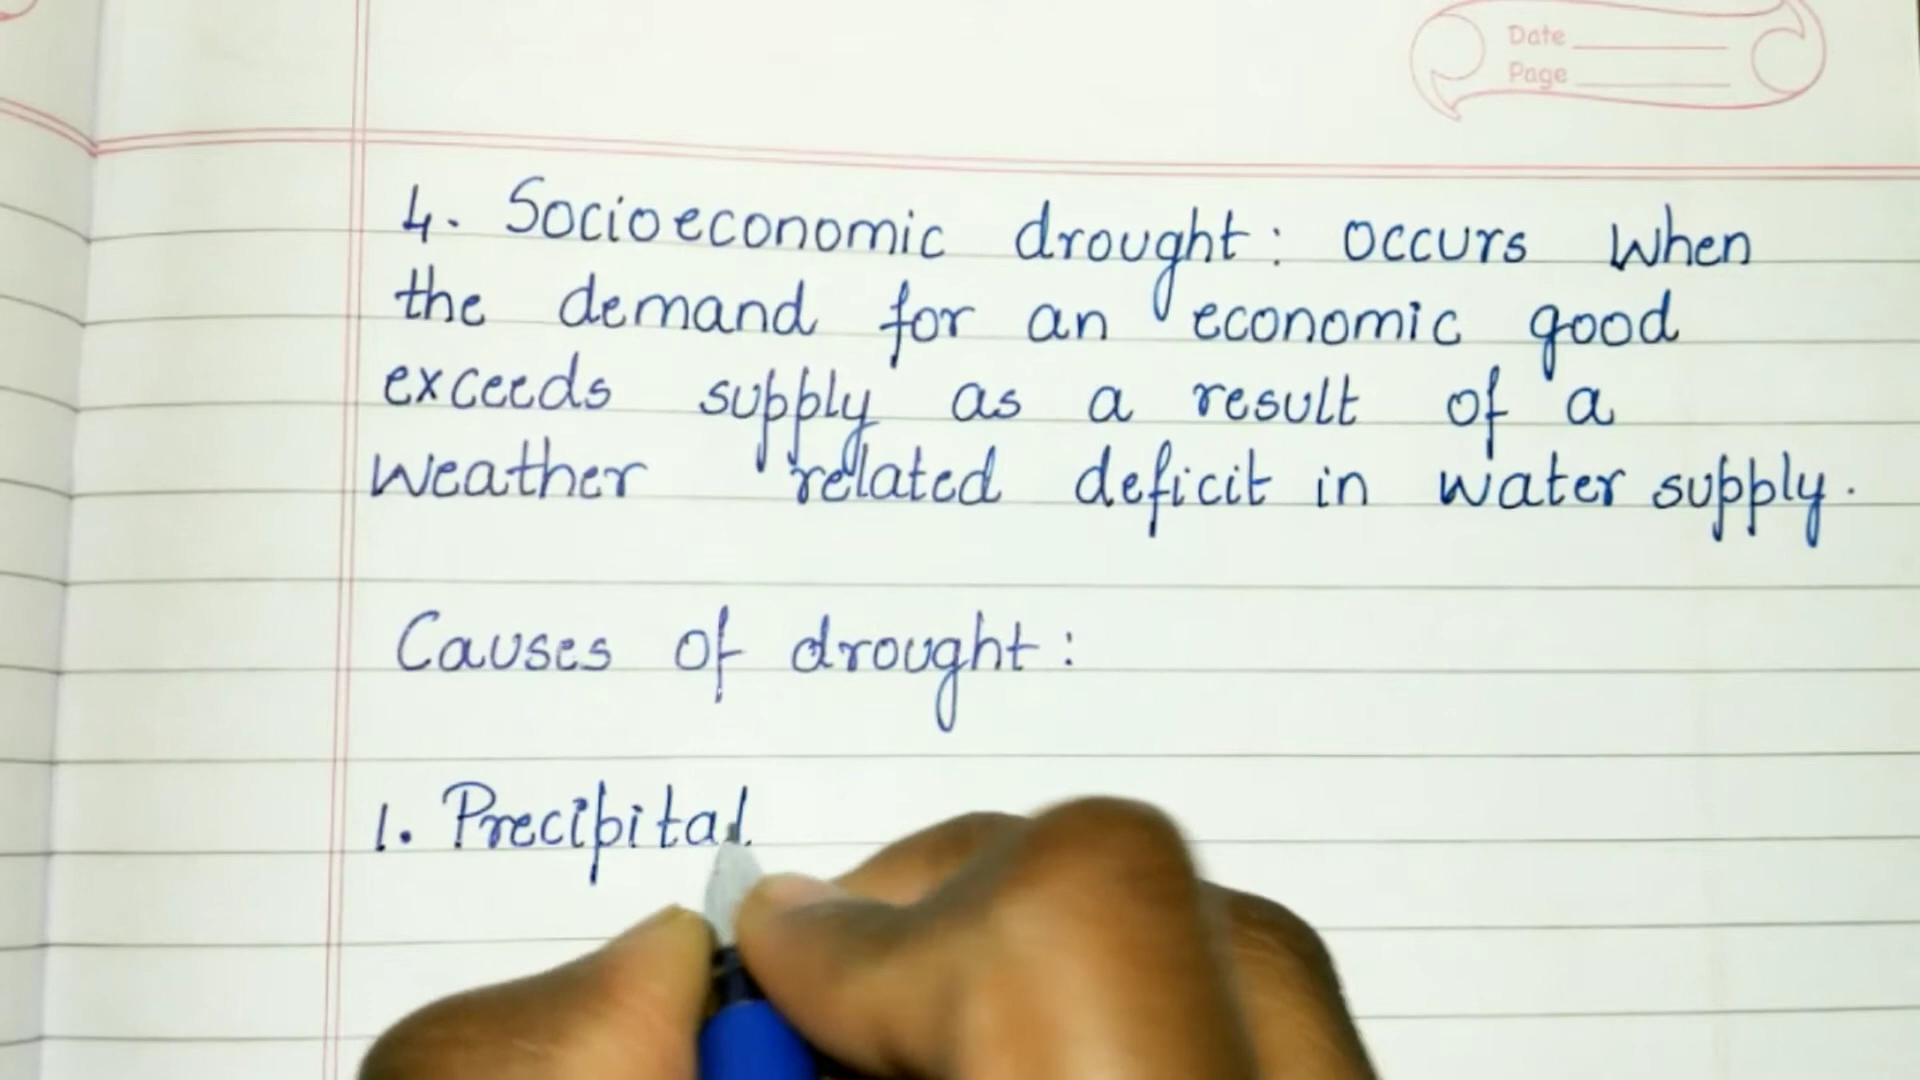 Date
Page
4. Socioeconomic drought: occurs when
the demand for an economic good
exceeds supply as a result of a
weather related deficit in water supply.
Causes of drought:
1. Precipitat